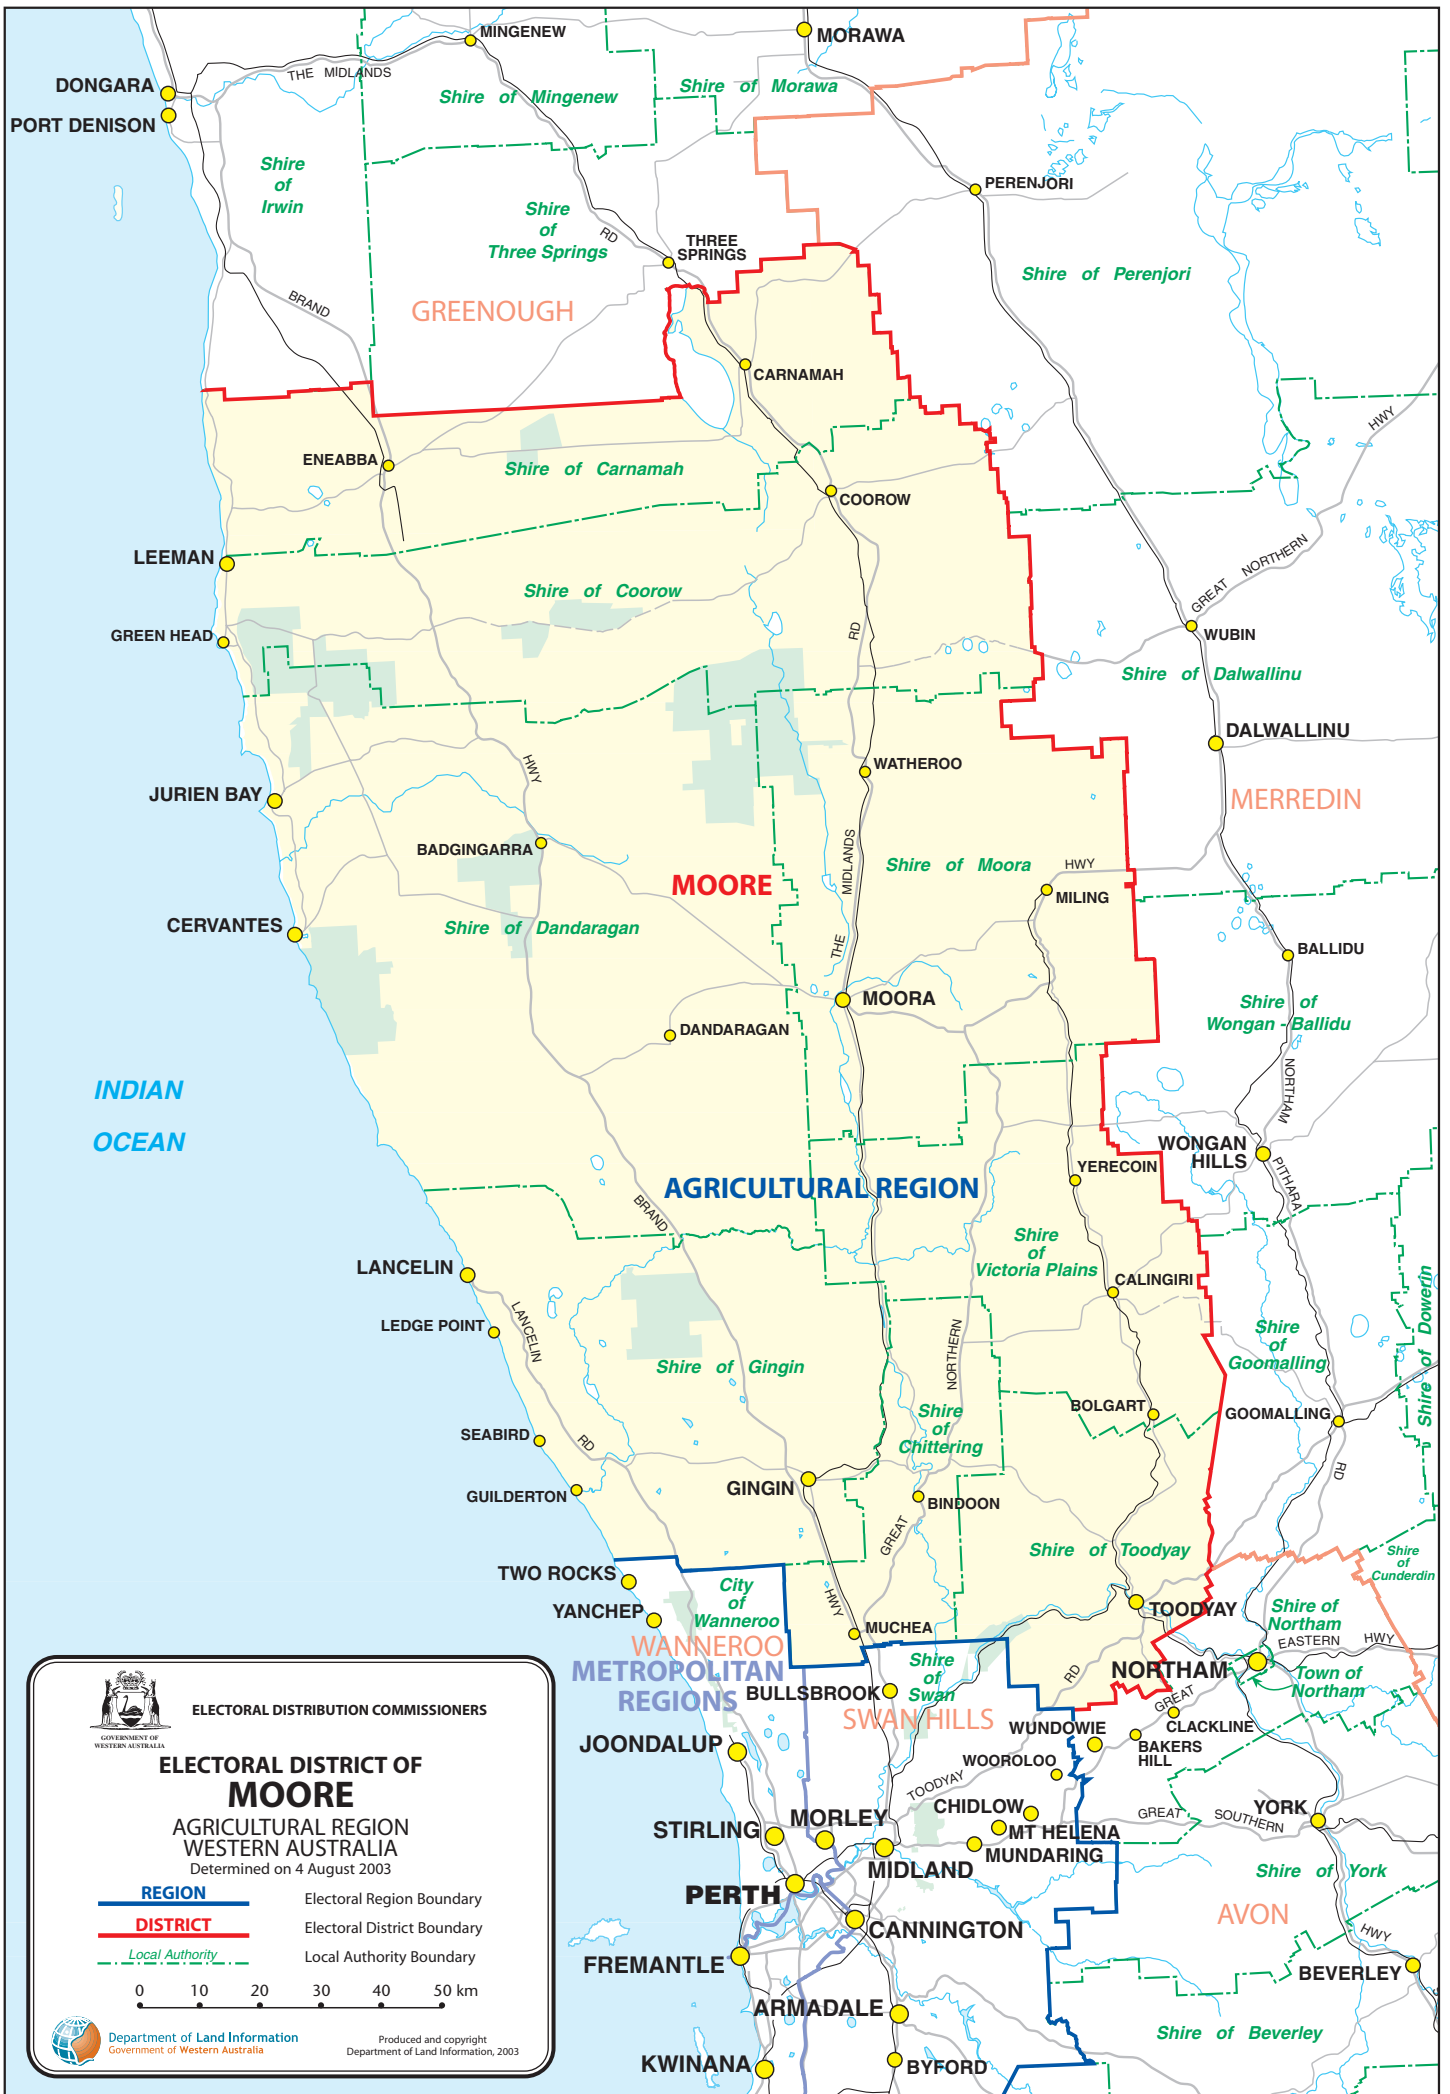 MINGENEW
MORAWA
THE MIDLANDS
DONGARA
Shire of Mingenew
Shire of Morawa
PORT DENISON
Shire
of
Irwin
PERENJORI
Shire
of
Three Springs
RD
THREE
SPRINGS
Shire of Perenjori
BRAND
GREENOUGH
CARNAMAH
HWY
ENEABBA
Shire of Carnamah
COOROW
LEEMAN
GREAT NORTHERN
Shire of Coorow
GREEN HEAD
RD
WUBIN
Shire of Dalwallinu
DALWALLINU
HWY
WATHEROO
JURIEN BAY
MERREDIN
BADGINGARRA
MIDLANDS
Shire of Moora
HWY
MOORE
MILING
CERVANTES
Shire of Dandaragan
THE
BALLIDU
MOORA
Shire of
Wongan - Ballidu
DANDARAGAN
INDIAN
OCEAN
NORTHAM
WONGAN
HILLS
YERECOIN
PITHARA
AGRICULTURAL REGION
BRAND
Shire
of
Victoria Plains
LANCELIN
CALINGIRI
LEDGE POINT
LANCELIN
Shire of Gingin
NORTHERN
Shire
of
Goomalling
Shire of Dowerin
Shire
of
Chittering
BOLGART
GOOMALLING
SEABIRD
RD
RD
GINGIN
GUILDERTON
BINDOON
GREAT
Shire of Toodyay
Shire
of
Cunderdin
TWO ROCKS
City
of
Wanneroo
YANCHEP
HWY
TOODYAY
Shire of
Northam
MUCHEA
EASTERN HWY
WANNEROO
METROPOLITAN
REGIONS
Shire
of
Swan
RD
NORTHAM
Town of
Northam
BULLSBROOK
GREAT
SWAN HILLS
WUNDOWIE
CLACKLINE
BAKERS
HILL
JOONDALUP
WOOROLOO
TOODYAY
CHIDLOW
GREAT SOUTHERN
YORK
STIRLING
MORLEY
MT HELENA
MUNDARING
MIDLAND
Shire of York
PERTH
AVON
CANNINGTON
HWY
FREMANTLE
BEVERLEY
ARMADALE
Shire of Beverley
KWINANA
BYFORD
GOVERNMENT OF
WESTERN AUSTRALIA
ELECTORAL DISTRIBUTION COMMISSIONERS
ELECTORAL DISTRICT OF
MOORE
AGRICULTURAL REGION
WESTERN AUSTRALIA
Determined on 4 August 2003
REGION Electoral Region Boundary
DISTRICT Electoral District Boundary
Local Authority Local Authority Boundary
0 10 20 30 40 50 km
Department of Land Information
Government of Western Australia
Produced and copyright
Department of Land Information, 2003